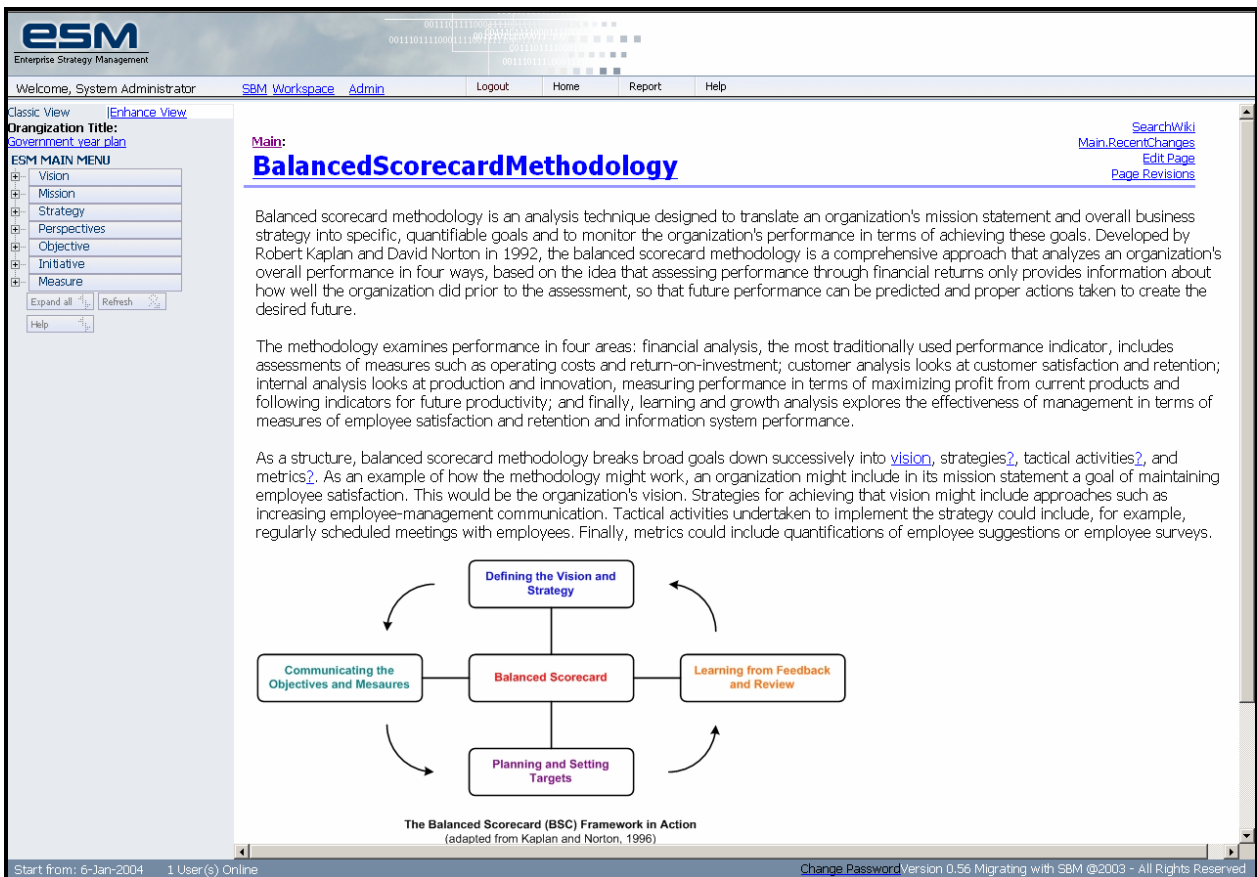 esm
Enterprise Strategy Management
Welcome, System Administrator
SBM Workspace Admin
Logout Home Report Help
Classic View |Enhance View
Orangization Title:
Government year plan
ESM MAIN MENU
Vision
Mission
Strategy
Perspectives
Objective
Initiative
Measure
Expand all Refresh
Help
SearchWiki
Main.RecentChanges
Edit Page
Page Revisions
Main:
BalancedScorecardMethodology
Balanced scorecard methodology is an analysis technique designed to translate an organization's mission statement and overall business
strategy into specific, quantifiable goals and to monitor the organization's performance in terms of achieving these goals. Developed by
Robert Kaplan and David Norton in 1992, the balanced scorecard methodology is a comprehensive approach that analyzes an organization's
overall performance in four ways, based on the idea that assessing performance through financial returns only provides information about
how well the organization did prior to the assessment, so that future performance can be predicted and proper actions taken to create the
desired future.
The methodology examines performance in four areas: financial analysis, the most traditionally used performance indicator, includes
assessments of measures such as operating costs and return-on-investment; customer analysis looks at customer satisfaction and retention;
internal analysis looks at production and innovation, measuring performance in terms of maximizing profit from current products and
following indicators for future productivity; and finally, learning and growth analysis explores the effectiveness of management in terms of
measures of employee satisfaction and retention and information system performance.
As a structure, balanced scorecard methodology breaks broad goals down successively into vision, strategies?, tactical activities?, and
metrics?. As an example of how the methodology might work, an organization might include in its mission statement a goal of maintaining
employee satisfaction. This would be the organization's vision. Strategies for achieving that vision might include approaches such as
increasing employee-management communication. Tactical activities undertaken to implement the strategy could include, for example,
regularly scheduled meetings with employees. Finally, metrics could include quantifications of employee suggestions or employee surveys.
Defining the Vision and
Strategy
Communicating the
Objectives and Mesaures
Balanced Scorecard
Learning from Feedback
and Review
Planning and Setting
Targets
The Balanced Scorecard (BSC) Framework in Action
(adapted from Kaplan and Norton, 1996)
Start from: 6-Jan-2004 1 User(s) Online
Change PasswordVersion 0.56 Migrating with SBM @2003 - All Rights Reserved